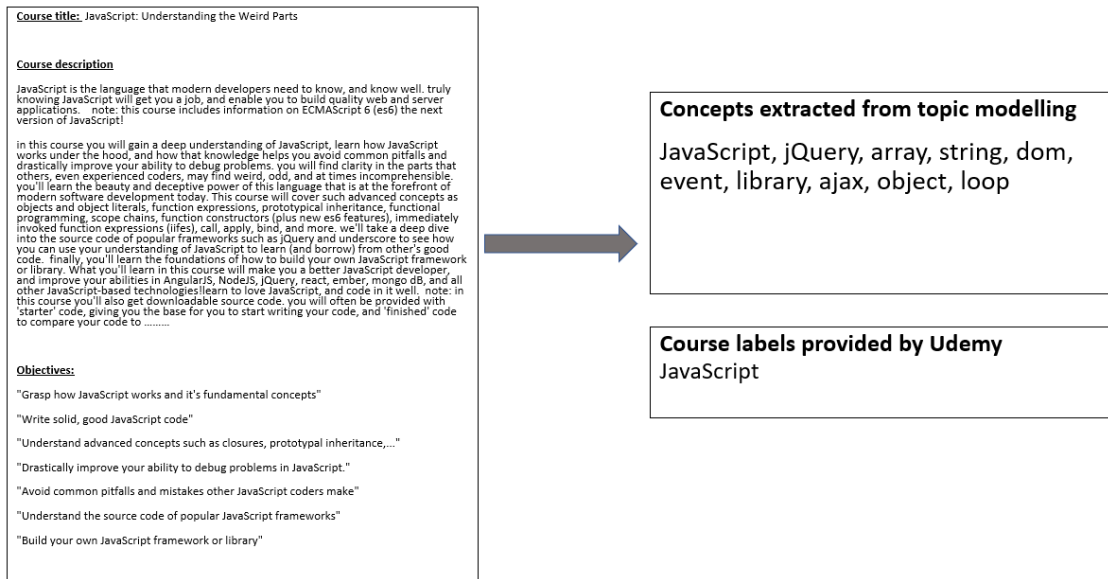 Course title: JavaScript: Understanding the Weird Parts
Course description
JavaScript is the language that modern developers need to know, and know well. truly
knowing JavaScript will get you a job, and enable you to build quality web and server
applications. note: this course includes information on ECMAScript 6 (es6) the next
version of JavaScript!
in this course you will gain a deep understanding of JavaScript, learn how JavaScript
works under the hood, and how that knowledge helps you avoid common pitfalls and
drastically improve your ability to debug problems. you will find clarity in the parts that
others, even experienced coders, may find weird, odd, and at times incomprehensible.
you'll learn the beauty and deceptive power of this language that is at the forefront of
modern software development today. This course will cover such advanced concepts as
objects and object literals, function expressions, prototypical inheritance, functional
programming, scope chains, function constructors (plus new es6 features), immediately
invoked function expressions (iifes), call, apply, bind, and more. we'll take a deep dive
into the source code of popular frameworks such as jQuery and underscore to see how
you can use your understanding of JavaScript to learn (and borrow) from other's good
code. finally, you'll learn the foundations of how to build your own JavaScript framework
or library. What you'll learn in this course will make you a better JavaScript developer,
and improve your abilities in AngularJS, NodeJS, jQuery, react, ember, mongo dB, and all
other JavaScript-based technologies!learn to love JavaScript, and code in it well. note: in
this course you'll also get downloadable source code. you will often be provided with
'starter' code, giving you the base for you to start writing your code, and 'finished' code
to compare your code to .........
Objectives:
"Grasp how JavaScript works and it's fundamental concepts"
"Write solid, good JavaScript code"
"Understand advanced concepts such as closures, prototypal inheritance,..."
"Drastically improve your ability to debug problems in JavaScript."
"Avoid common pitfalls and mistakes other JavaScript coders make"
"Understand the source code of popular JavaScript frameworks"
"Build your own JavaScript framework or library"
Concepts extracted from topic modelling
JavaScript, jQuery, array, string, dom,
event, library, ajax, object, loop
Course labels provided by Udemy
JavaScript